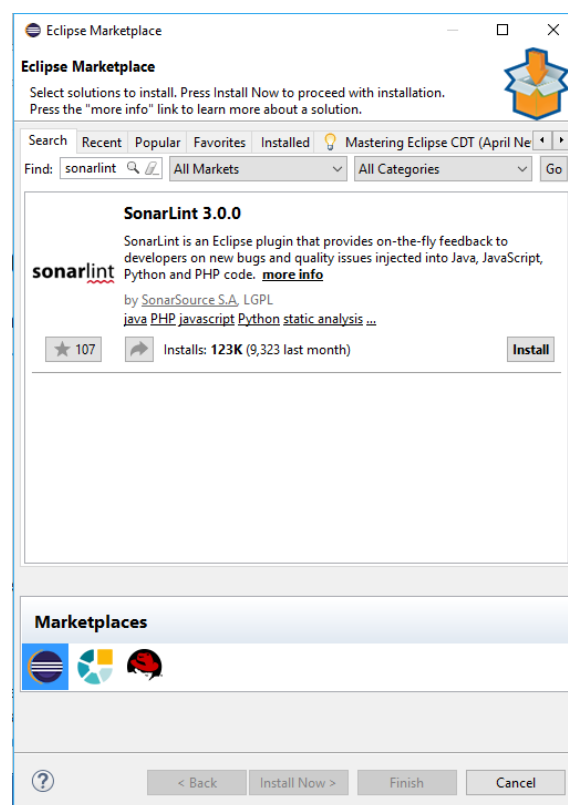 Eclipse Marketplace
Eclipse Marketplace
Select solutions to install. Press Install Now to proceed with installation.
Press the "more info" link to learn more about a solution.
Search Recent Popular Favorites Installed Mastering Eclipse CDT (April Ne
Find: sonarlint All Markets All Categories Go
SonarLint 3.0.0
SonarLint is an Eclipse plugin that provides on-the-fly feedback to
developers on new bugs and quality issues injected into Java, JavaScript,
Python and PHP code. more info
sonarlint
by SonarSource S.A, LGPL
java PHP javascript Python static analysis ...
107 Installs: 123K (9,323 last month) Install
Marketplaces
? < Back Install Now > Finish Cancel